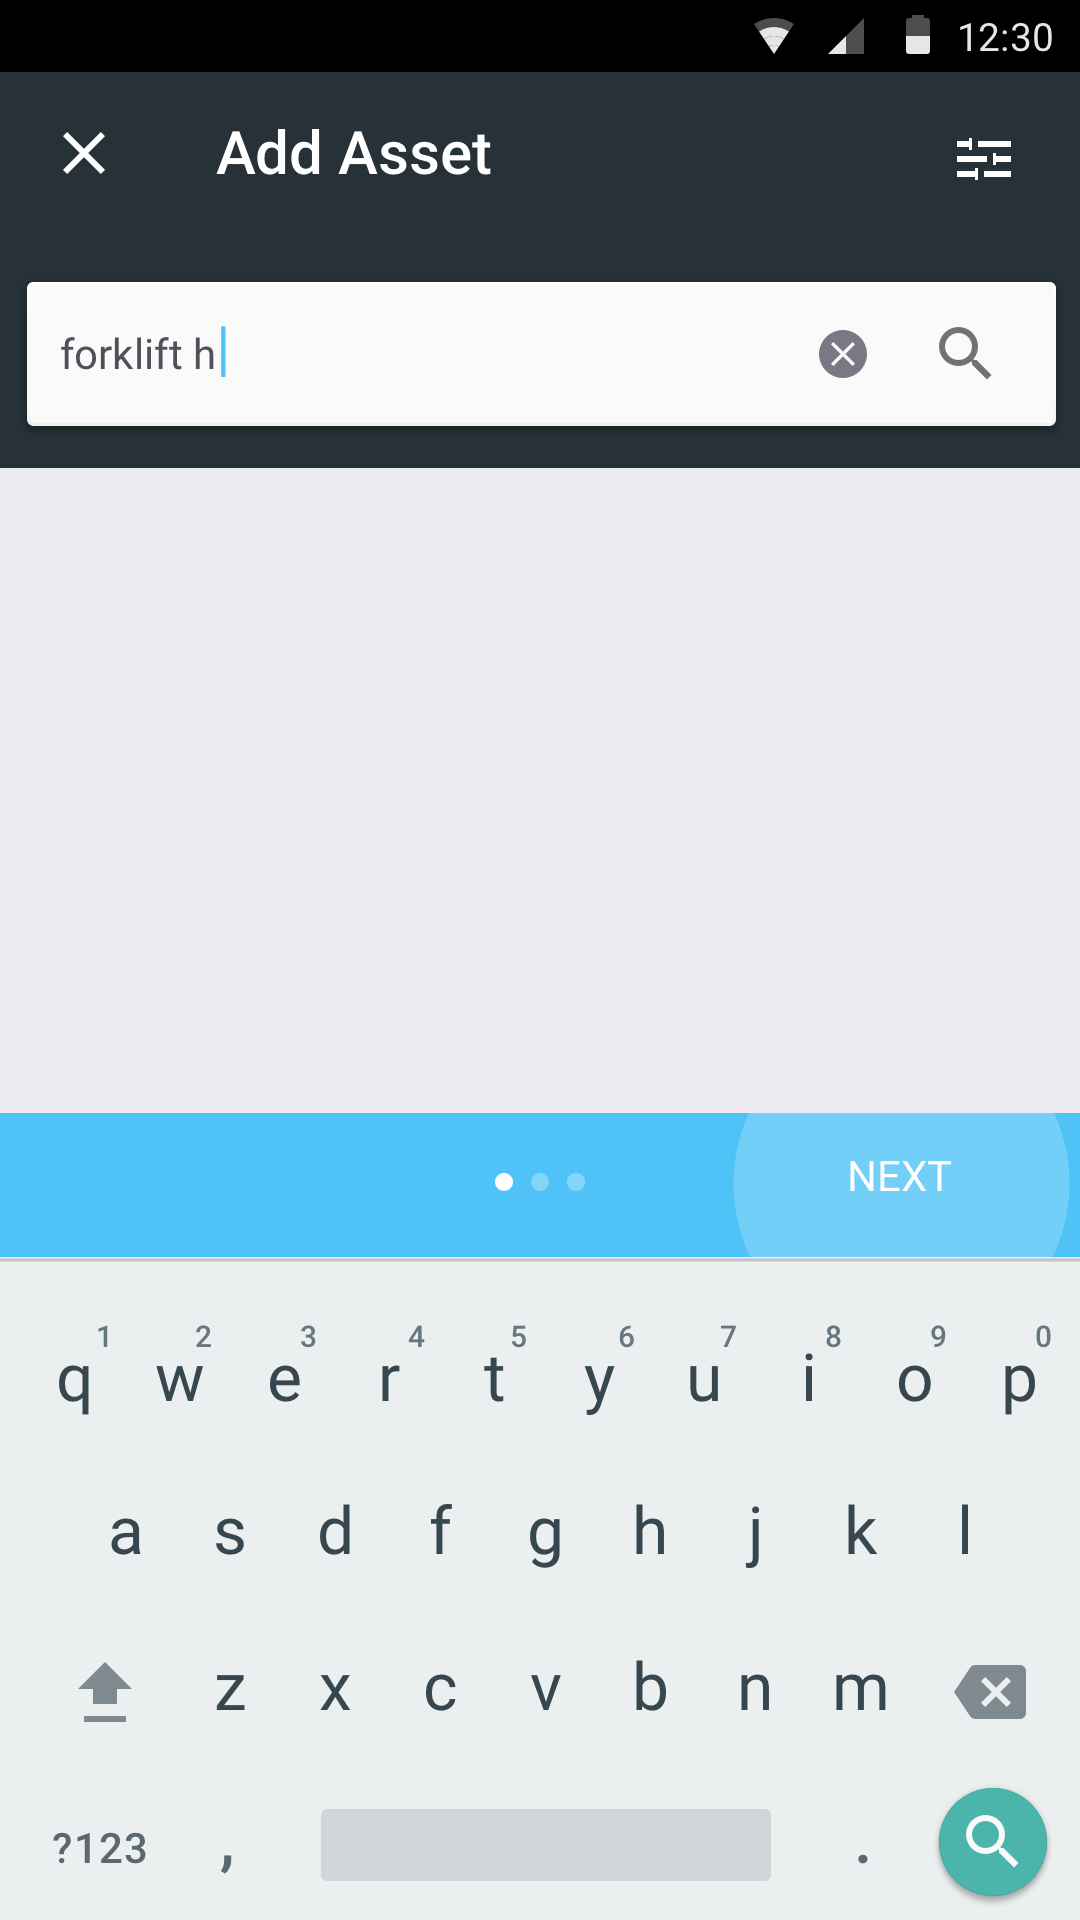 12:30
Add Asset
forklift h
NEXT
1 2 3 4 5 6 7 8 9 0
q w e r t y u i o p
a s d f g h j k l
z x c v b n m
?123 , .